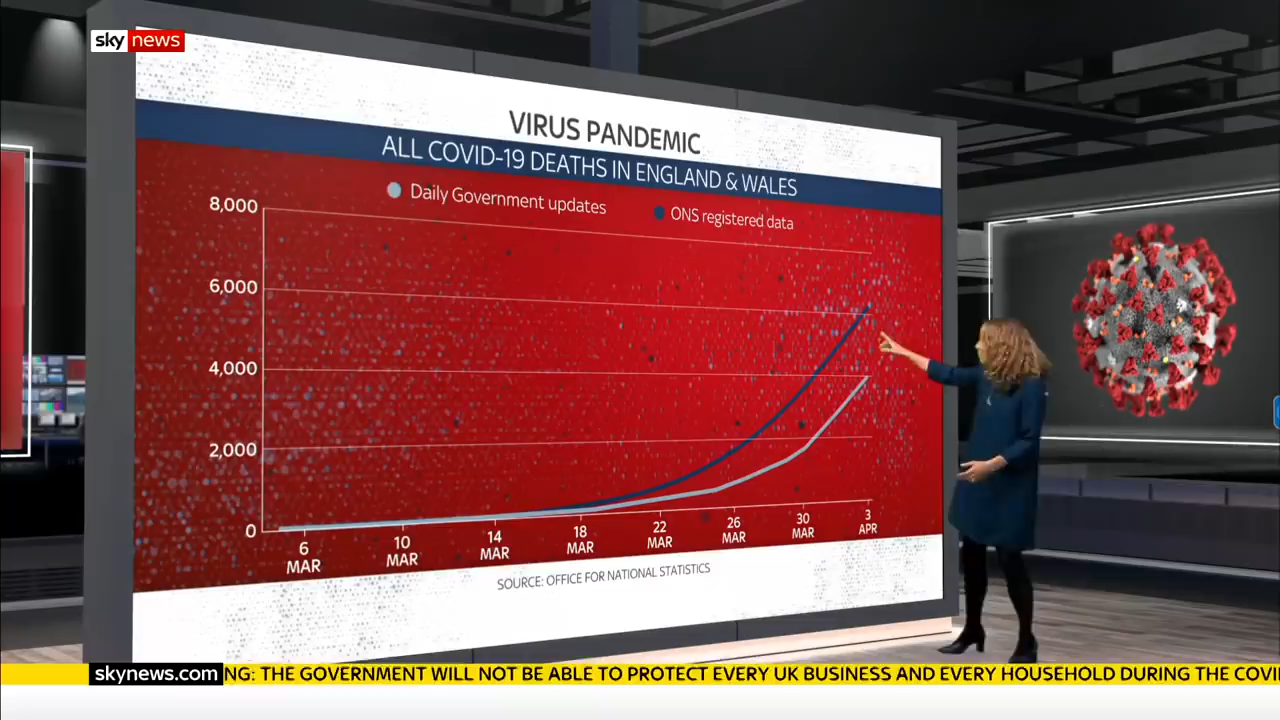 sky news
VIRUS PANDEMIC
ALL COVID-19 DEATHS IN ENGLAND & WALES
Daily Government updates
ONS registered data
8,000
6,000
4,000
2,000
0
6 MAR
10 MAR
14 MAR
18 MAR
22 MAR
26 MAR
30 MAR
3 APR
SOURCE: OFFICE FOR NATIONAL STATISTICS
skynews.com
NG: THE GOVERNMENT WILL NOT BE ABLE TO PROTECT EVERY UK BUSINESS AND EVERY HOUSEHOLD DURING THE COVI